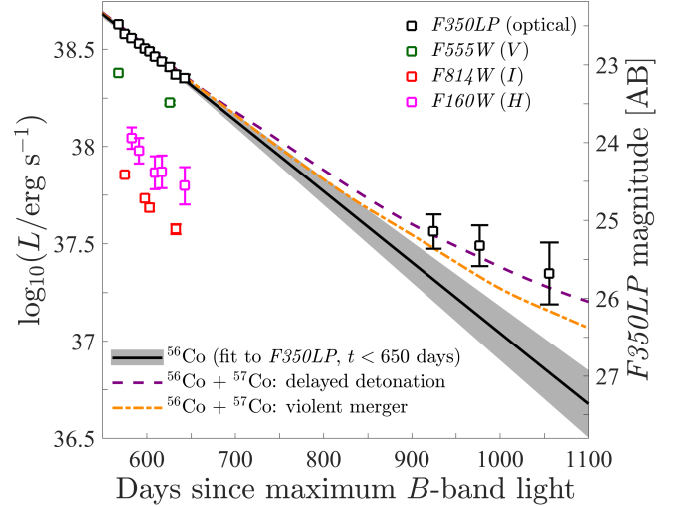 F350LP (optical)
F555W (V)
F814W (I)
F160W (H)
38.5
38
37.5
37
36.5
log₁₀(L/erg s⁻¹)
23
24
25
26
27
F350LP magnitude [AB]
⁵⁶Co (fit to F350LP, t < 650 days)
⁵⁶Co + ⁵⁷Co: delayed detonation
⁵⁶Co + ⁵⁷Co: violent merger
600 700 800 900 1000 1100
Days since maximum B-band light